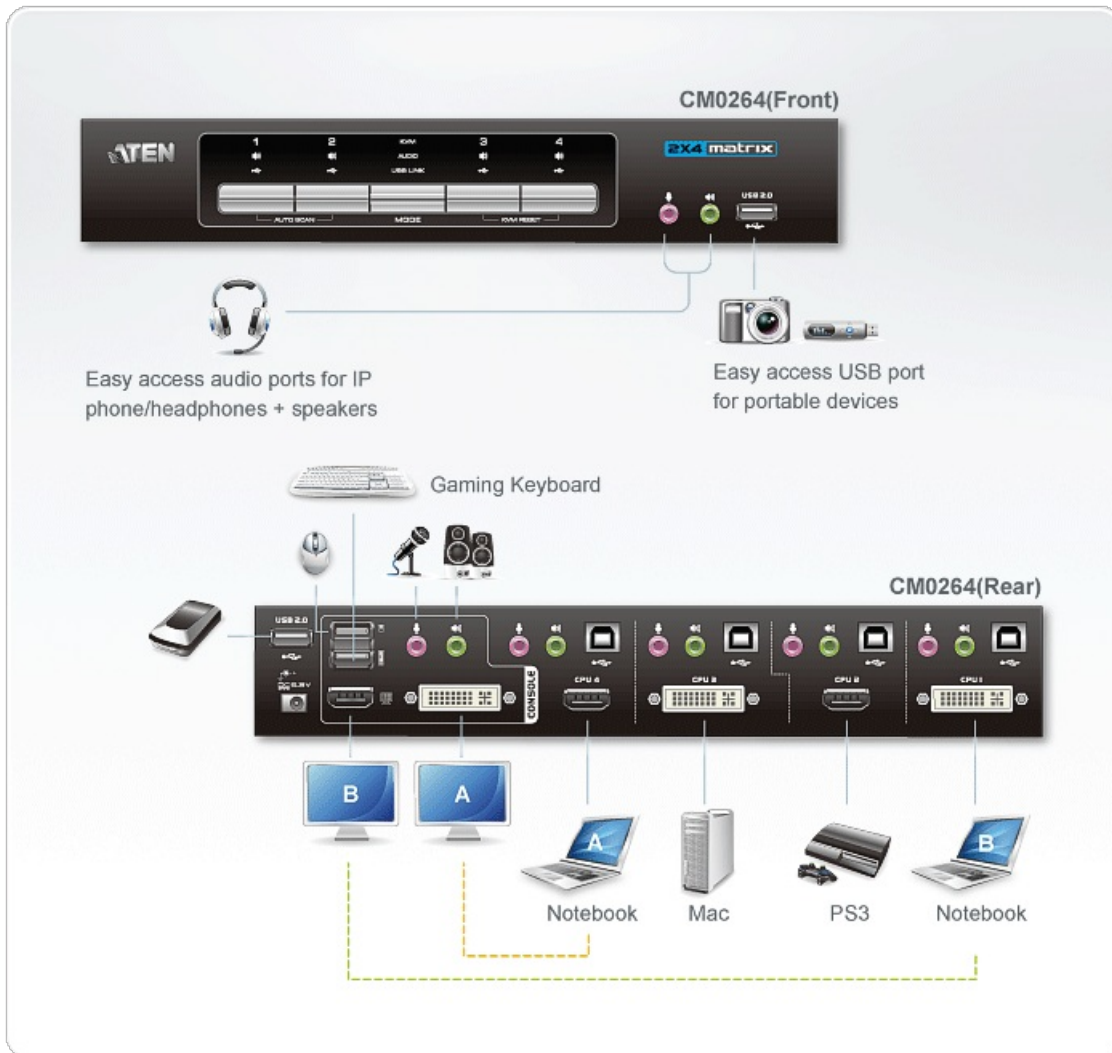 CM0264(Front)
ATEN
1 2 KVM 3 4
AUDIO
USB LINK
AUTO SCAN MODE KVM RESET
2X4 matrix
USB 2.0
Easy access audio ports for IP
phone/headphones + speakers
Easy access USB port
for portable devices
Gaming Keyboard
CM0264(Rear)
USB 2.0
CONSOLE
CPU 4
CPU 3
CPU 2
CPU 1
B
A
A
B
Notebook
Mac
PS3
Notebook